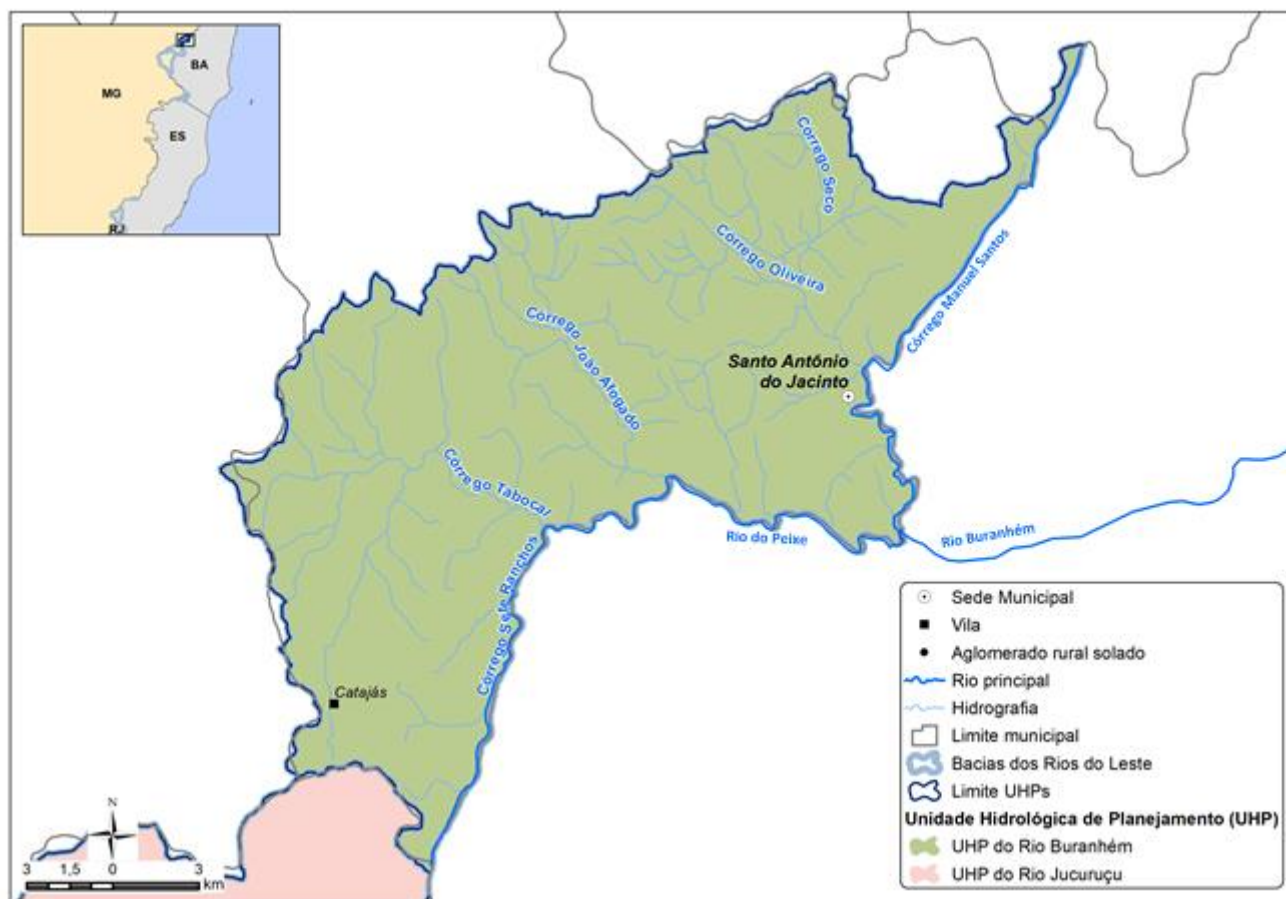 MG
BA
ES
RJ
Córrego Seco
Córrego Oliveira
Córrego Manuel Santos
Córrego João Afogado
Santo Antônio
do Jacinto
Córrego Tabocal
Rio do Peixe
Rio Buranhém
Córrego Sete Ranchos
Catajás
N
3 1,5 0 3
km
Sede Municipal
Vila
Aglomerado rural solado
Rio principal
Hidrografia
Limite municipal
Bacias dos Rios do Leste
Limite UHPs
Unidade Hidrológica de Planejamento (UHP)
UHP do Rio Buranhém
UHP do Rio Jucuruçu